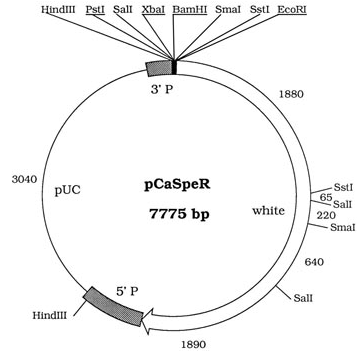 HindIII PstI SalI XbaI BamHI SmaI SstI EcoRI
3' P
1880
3040
pUC
pCaSpeR
7775 bp
white
SstI
65
SalI
220
SmaI
640
SalI
5' P
HindIII
1890